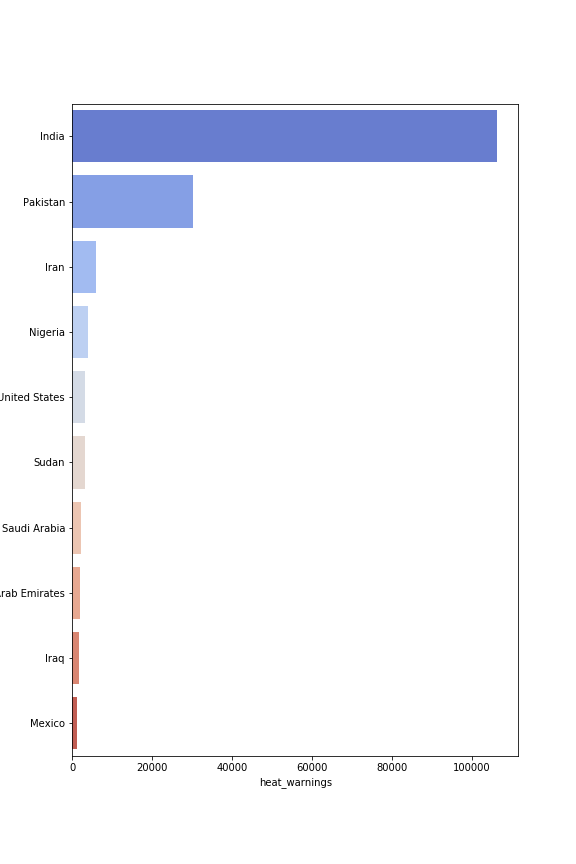 India
Pakistan
Iran
Nigeria
United States
Sudan
Saudi Arabia
Arab Emirates
Iraq
Mexico
0 20000 40000 60000 80000 100000
heat_warnings